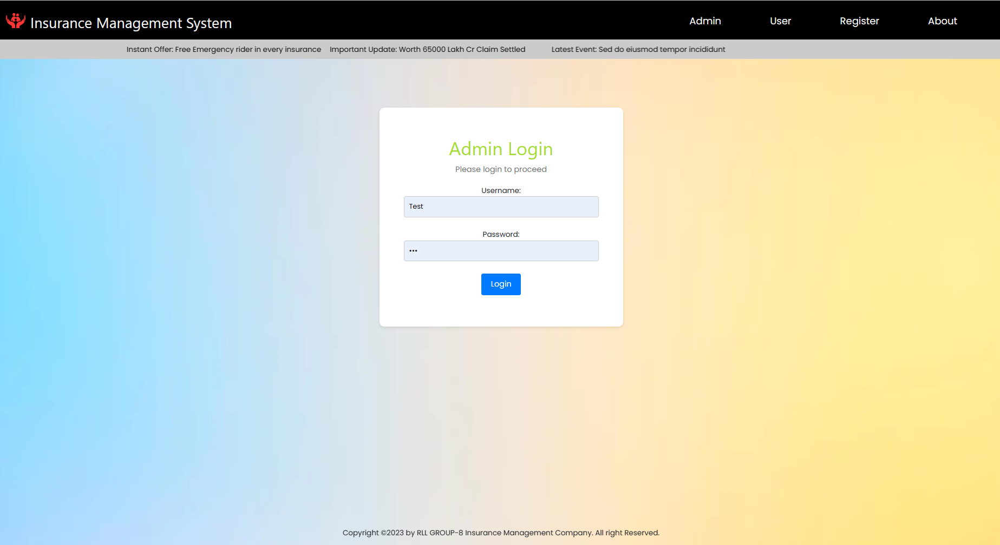 Insurance Management System
Admin
User
Register
About
Instant Offer: Free Emergency rider in every insurance
Important Update: Worth 65000 Lakh Cr Claim Settled
Latest Event: Sed do eiusmod tempor incididunt
Admin Login
Please login to proceed
Username:
Test
Password:
•••
Login
Copyright ©2023 by RLL GROUP-8 Insurance Management Company. All right Reserved.